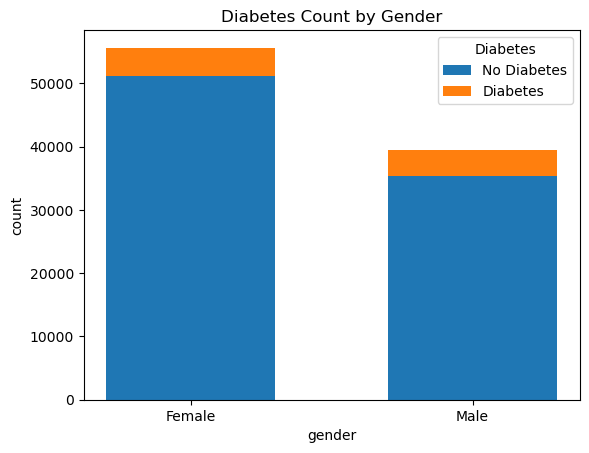 Diabetes Count by Gender
Diabetes
No Diabetes
Diabetes
50000
40000
30000
20000
10000
0
count
Female
Male
gender